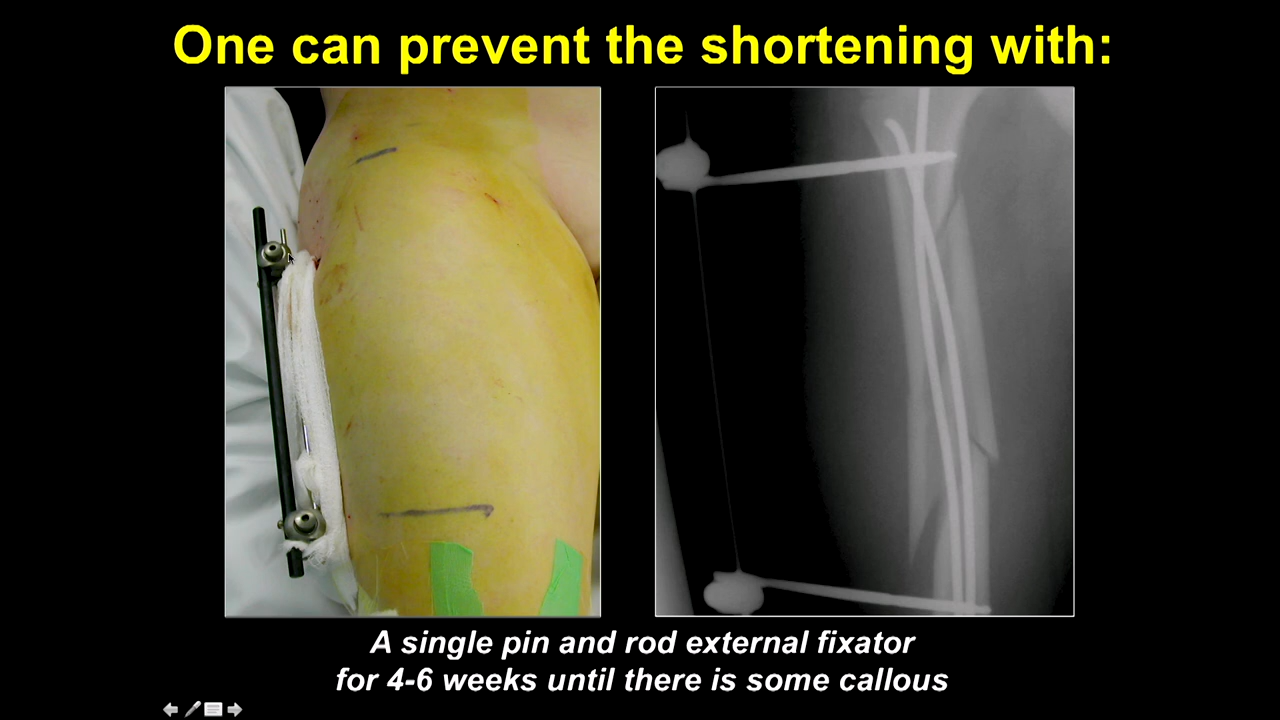 One can prevent the shortening with:
A single pin and rod external fixator
for 4-6 weeks until there is some callous